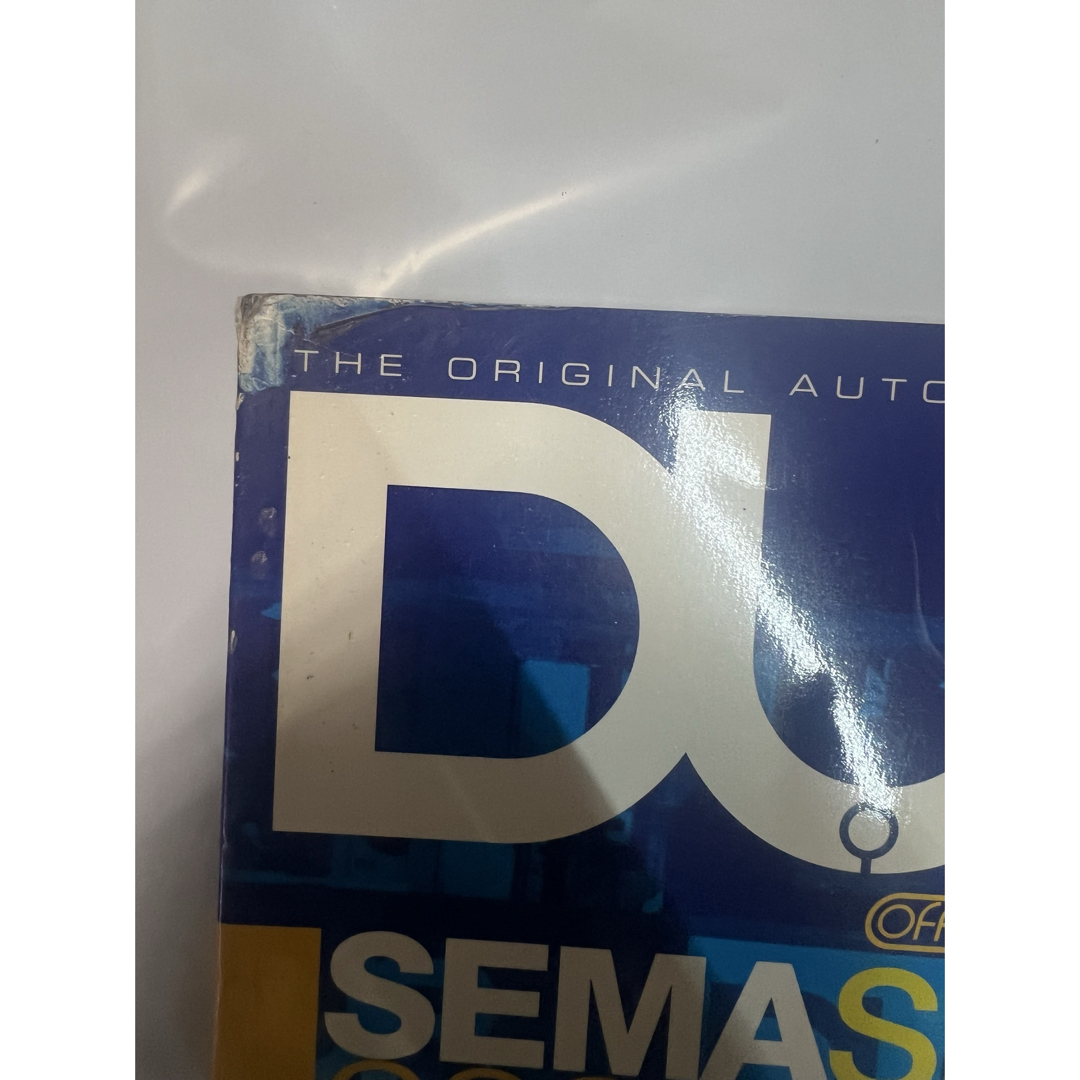 THE ORIGINAL AUTO
DU
OFF
SEMAS